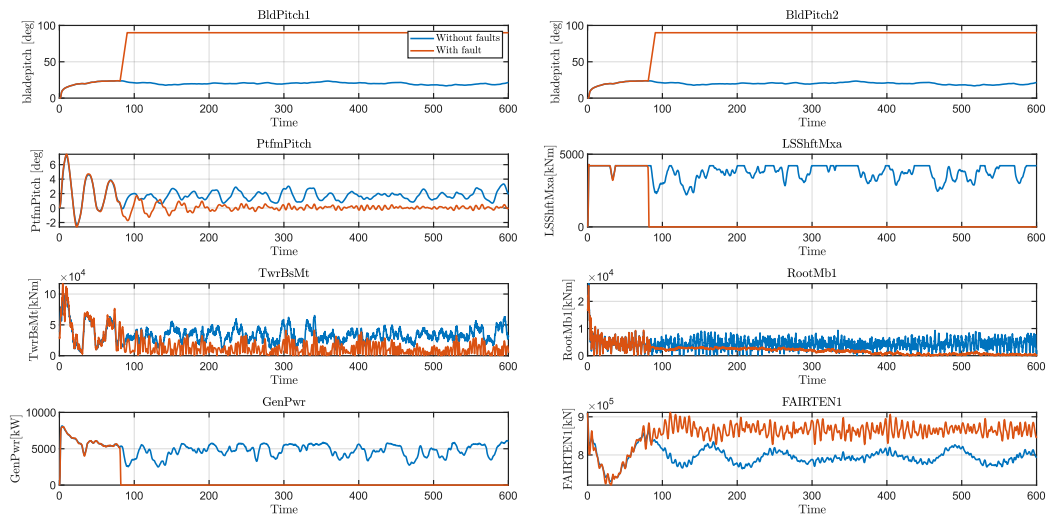 BldPitch1
bladepitch [deg]
100
50
0
Without faults
With fault
0 100 200 300 400 500 600
Time
BldPitch2
bladepitch [deg]
100
50
0
0 100 200 300 400 500 600
Time
PtfmPitch
PtfmPitch [deg]
6
4
2
0
-2
0 100 200 300 400 500 600
Time
LSShftMxa
LSShftMxa[kNm]
5000
0
0 100 200 300 400 500 600
Time
TwrBsMt
×10⁴
TwrBsMt[kNm]
10
5
0
0 100 200 300 400 500 600
Time
RootMb1
×10⁴
RootMb1[kNm]
2
1
0
0 100 200 300 400 500 600
Time
GenPwr
GenPwr[kW]
10000
5000
0
0 100 200 300 400 500 600
Time
FAIRTEN1
×10⁵
FAIRTEN1[kN]
9
8
0 100 200 300 400 500 600
Time